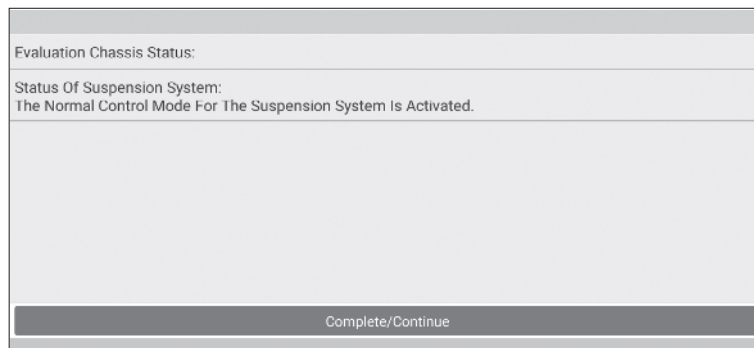 Evaluation Chassis Status:
Status Of Suspension System:
The Normal Control Mode For The Suspension System Is Activated.
Complete/Continue